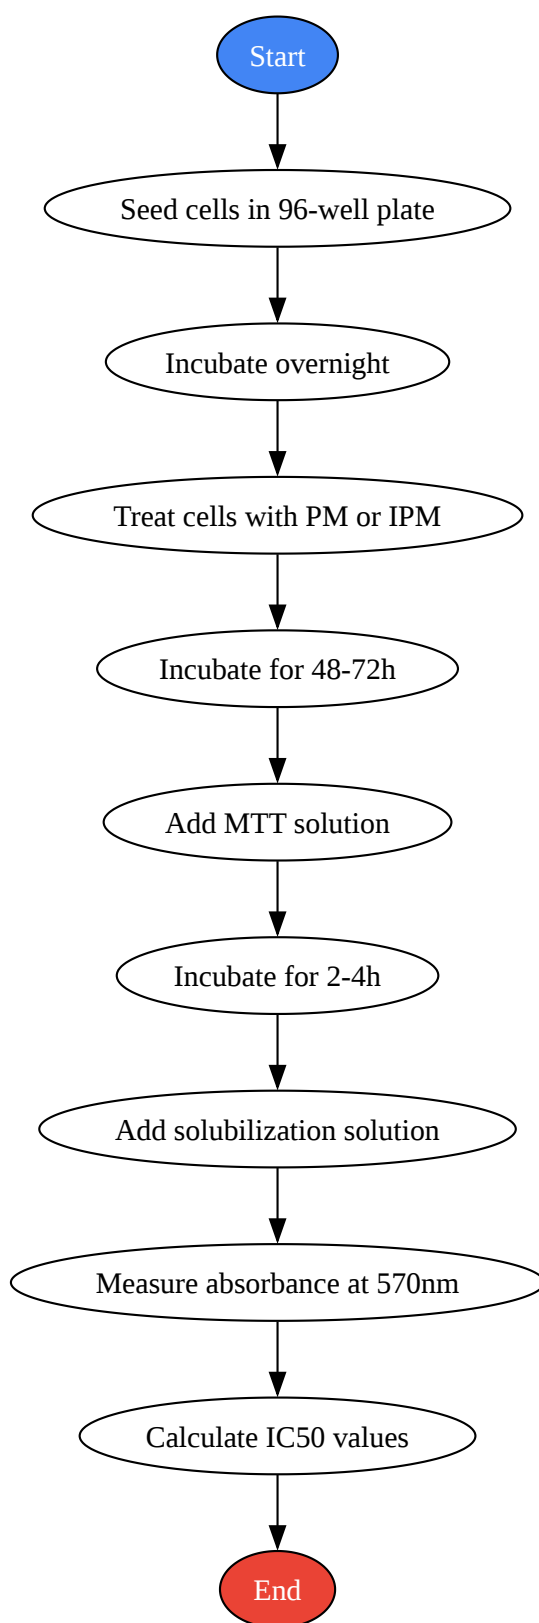 Start
Seed cells in 96-well plate
Incubate overnight
Treat cells with PM or IPM
Incubate for 48-72h
Add MTT solution
Incubate for 2-4h
Add solubilization solution
Measure absorbance at 570nm
Calculate IC50 values
End